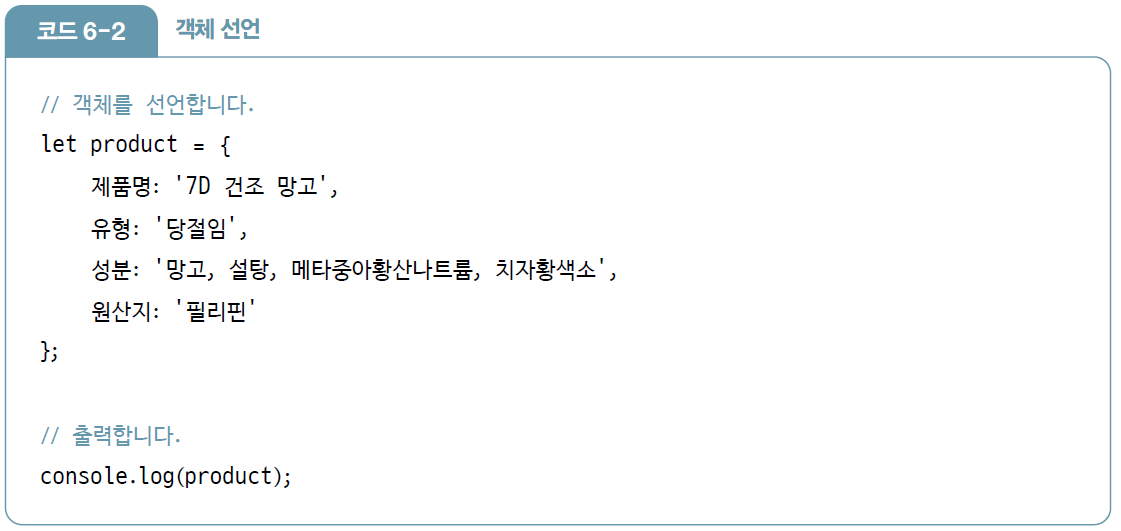 코드 6-2 객체 선언
// 객체를 선언합니다.
let product = {
    제품명: '7D 건조 망고',
    유형: '당절임',
    성분: '망고, 설탕, 메타중아황산나트륨, 치자황색소',
    원산지: '필리핀'
};
// 출력합니다.
console.log(product);